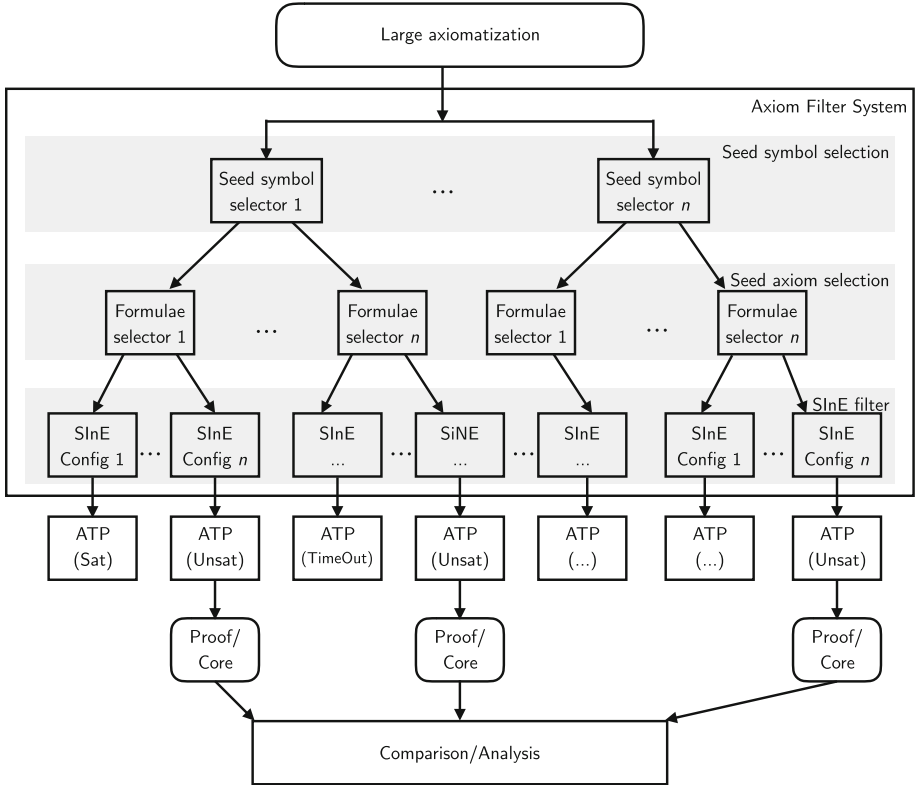 Large axiomatization
Axiom Filter System
Seed symbol selection
Seed symbol
selector 1
...
Seed symbol
selector n
Seed axiom selection
Formulae
selector 1
...
Formulae
selector n
Formulae
selector 1
...
Formulae
selector n
SInE filter
SInE
Config 1
...
SInE
Config n
SInE
...
...
SiNE
...
...
SInE
...
SInE
Config 1
...
SInE
Config n
ATP
(Sat)
ATP
(Unsat)
ATP
(TimeOut)
ATP
(Unsat)
ATP
(...)
ATP
(...)
ATP
(Unsat)
Proof/
Core
Proof/
Core
Proof/
Core
Comparison/Analysis